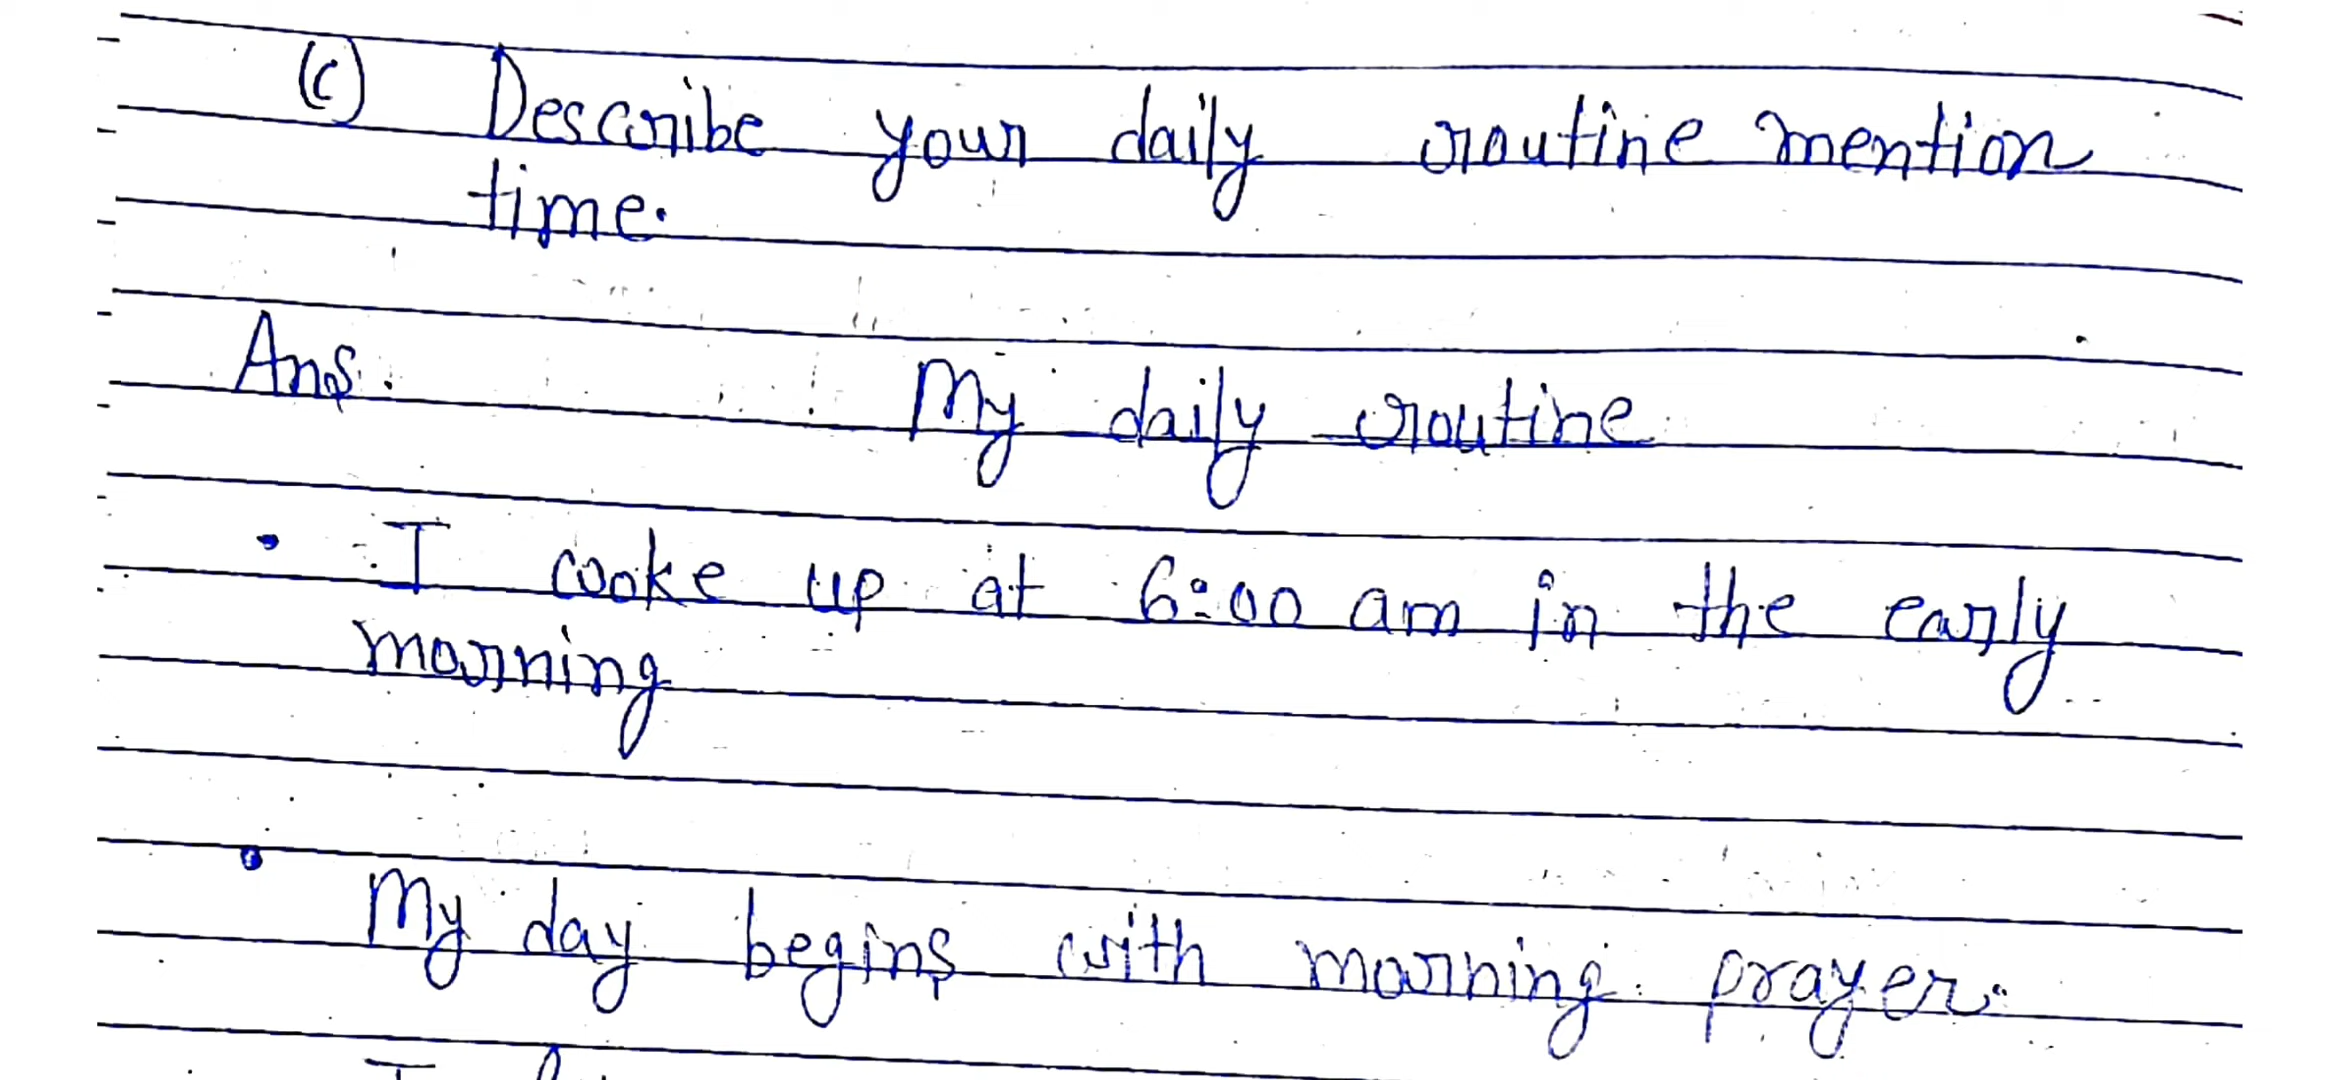 (c) Describe your daily routine mention
time.
Ans. My daily routine
• I wake up at 6:00 am in the early
morning
• My day begins with morning prayer.
I